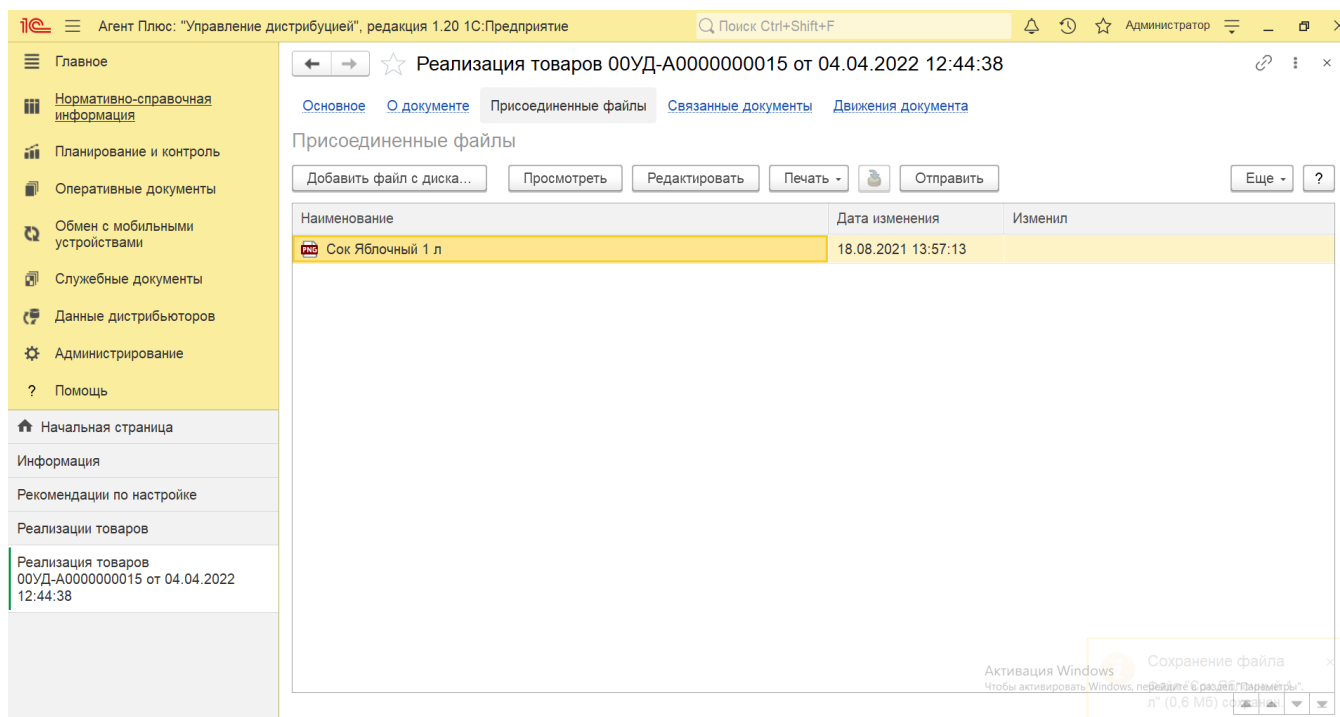 1С Агент Плюс: "Управление дистрибуцией", редакция 1.20 1С:Предприятие
Поиск Ctrl+Shift+F
Администратор
Главное
Нормативно-справочная
информация
Планирование и контроль
Оперативные документы
Обмен с мобильными
устройствами
Служебные документы
Данные дистрибьюторов
Администрирование
? Помощь
Начальная страница
Информация
Рекомендации по настройке
Реализации товаров
Реализация товаров
00УД-А0000000015 от 04.04.2022
12:44:38
Реализация товаров 00УД-А0000000015 от 04.04.2022 12:44:38
Основное О документе Присоединенные файлы Связанные документы Движения документа
Присоединенные файлы
Добавить файл с диска... Просмотреть Редактировать Печать Отправить Еще ?
Наименование Дата изменения Изменил
PNG Сок Яблочный 1 л 18.08.2021 13:57:13
Активация Windows
Чтобы активировать Windows, перейдите в раздел "Параметры".
Сохранение файла
л" (0,6 Мб) сохранен.